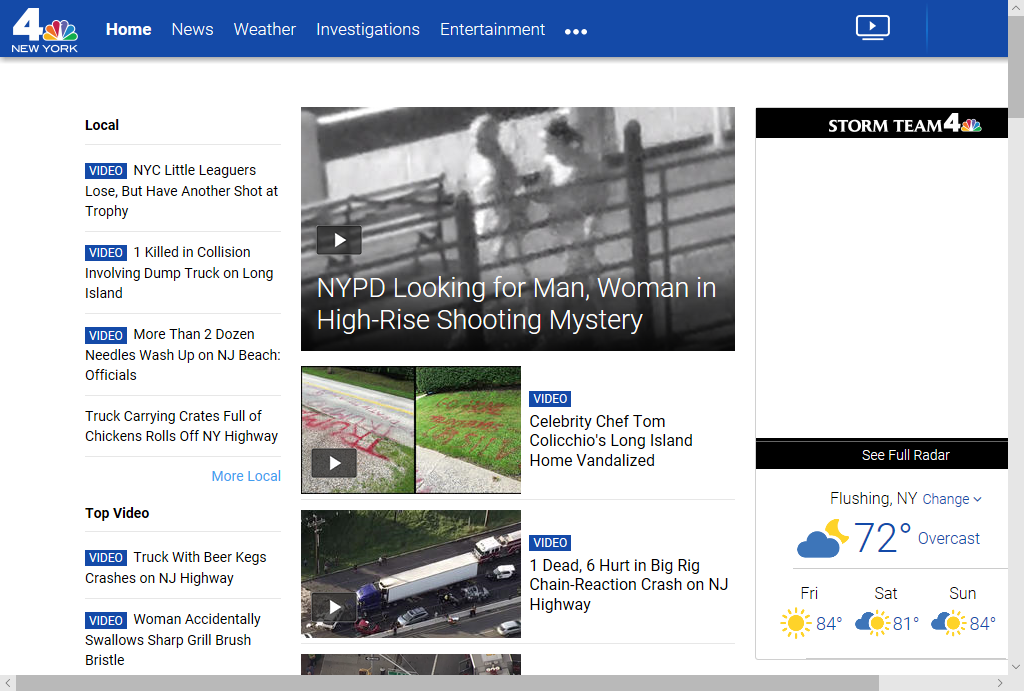 4
NEW YORK
Home
News
Weather
Investigations
Entertainment
Local
VIDEO NYC Little Leaguers
Lose, But Have Another Shot at
Trophy
VIDEO 1 Killed in Collision
Involving Dump Truck on Long
Island
VIDEO More Than 2 Dozen
Needles Wash Up on NJ Beach:
Officials
Truck Carrying Crates Full of
Chickens Rolls Off NY Highway
More Local
Top Video
VIDEO Truck With Beer Kegs
Crashes on NJ Highway
VIDEO Woman Accidentally
Swallows Sharp Grill Brush
Bristle
NYPD Looking for Man, Woman in
High-Rise Shooting Mystery
VIDEO
Celebrity Chef Tom
Colicchio's Long Island
Home Vandalized
VIDEO
1 Dead, 6 Hurt in Big Rig
Chain-Reaction Crash on NJ
Highway
STORM TEAM 4
See Full Radar
Flushing, NY Change
72° Overcast
Fri Sat Sun
84° 81° 84°